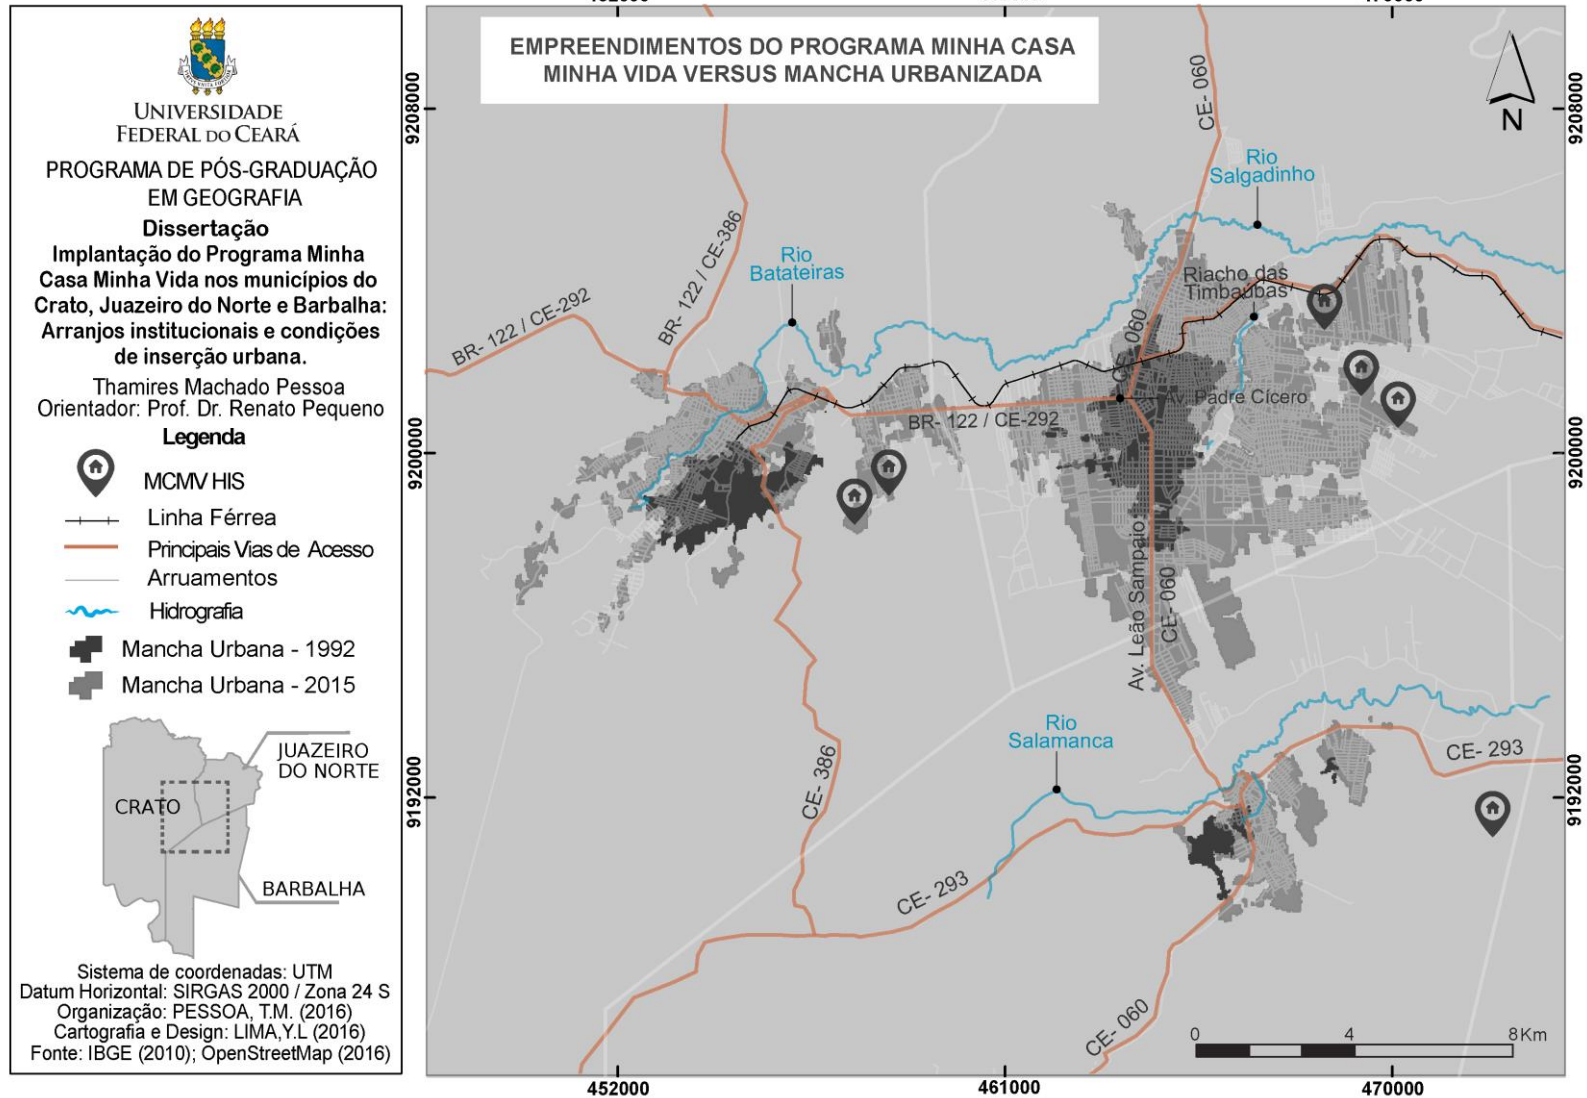 UNIVERSIDADE
FEDERAL DO CEARÁ
PROGRAMA DE PÓS-GRADUAÇÃO
EM GEOGRAFIA
Dissertação
Implantação do Programa Minha
Casa Minha Vida nos municípios do
Crato, Juazeiro do Norte e Barbalha:
Arranjos institucionais e condições
de inserção urbana.
Thamires Machado Pessoa
Orientador: Prof. Dr. Renato Pequeno
Legenda
MCMV HIS
Linha Férrea
Principais Vias de Acesso
Arruamentos
Hidrografia
Mancha Urbana - 1992
Mancha Urbana - 2015
JUAZEIRO
DO NORTE
CRATO
BARBALHA
Sistema de coordenadas: UTM
Datum Horizontal: SIRGAS 2000 / Zona 24 S
Organização: PESSOA, T.M. (2016)
Cartografia e Design: LIMA,Y.L (2016)
Fonte: IBGE (2010); OpenStreetMap (2016)
EMPREENDIMENTOS DO PROGRAMA MINHA CASA
MINHA VIDA VERSUS MANCHA URBANIZADA
N
9208000
9208000
CE- 060
Rio
Salgadinho
BR- 122 / CE-386
Rio
Batateiras
Riacho das
Timbaúbas
BR- 122 / CE-292
CE- 060
Av. Padre Cícero
BR- 122 / CE-292
9200000
9200000
Av. Leão Sampaio
CE- 060
Rio
Salamanca
CE- 293
CE- 386
9192000
9192000
CE- 293
CE- 060
0
4
8Km
452000
461000
470000